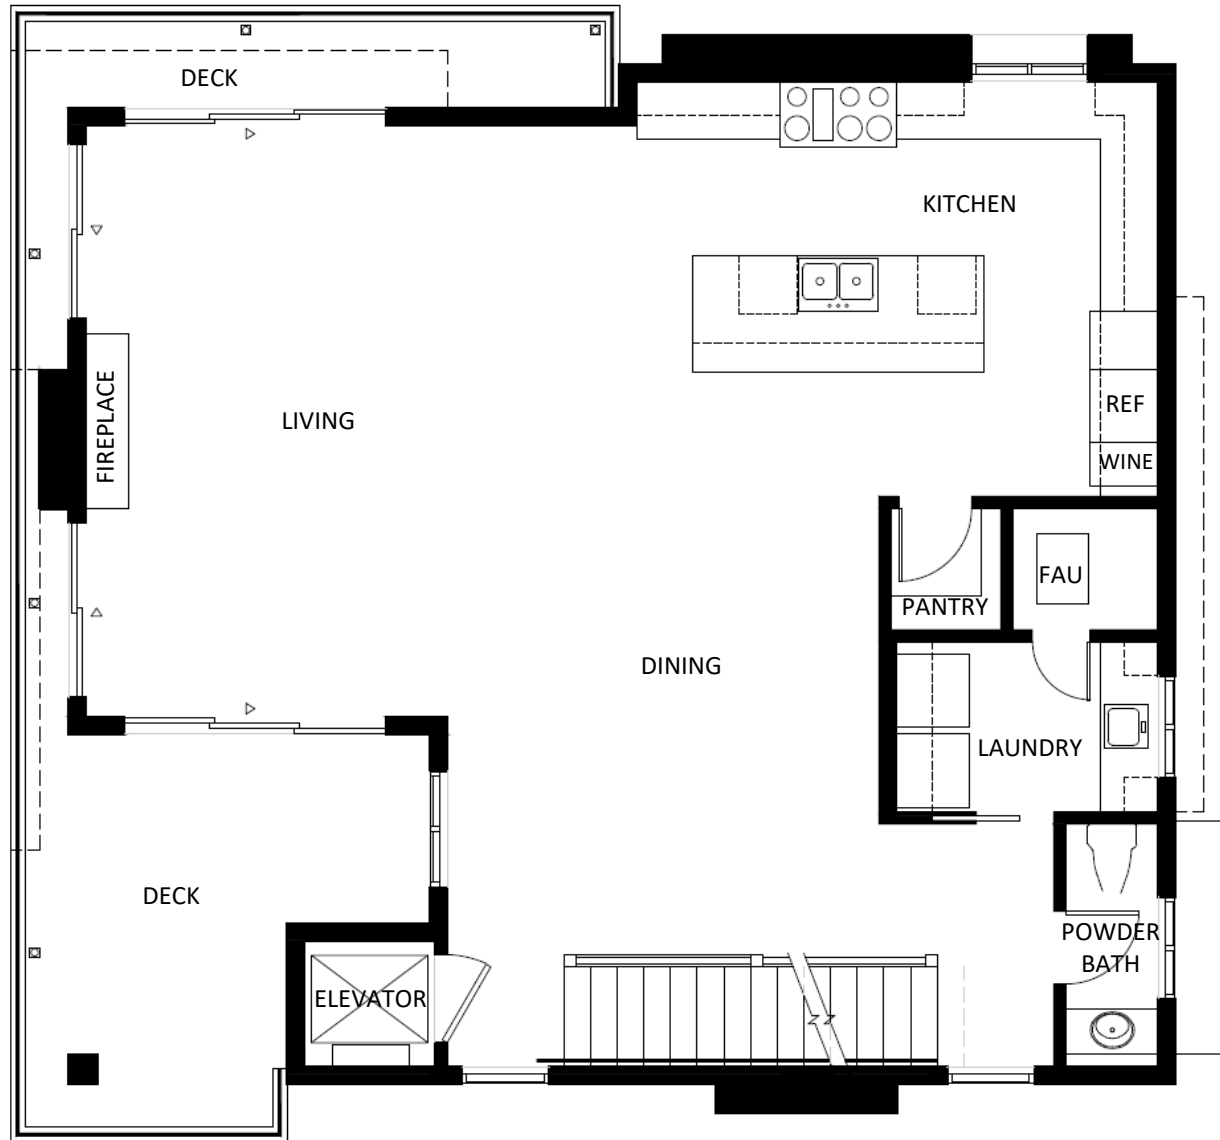 DECK
KITCHEN
FIREPLACE
LIVING
REF
WINE
FAU
PANTRY
DINING
LAUNDRY
DECK
POWDER
BATH
ELEVATOR